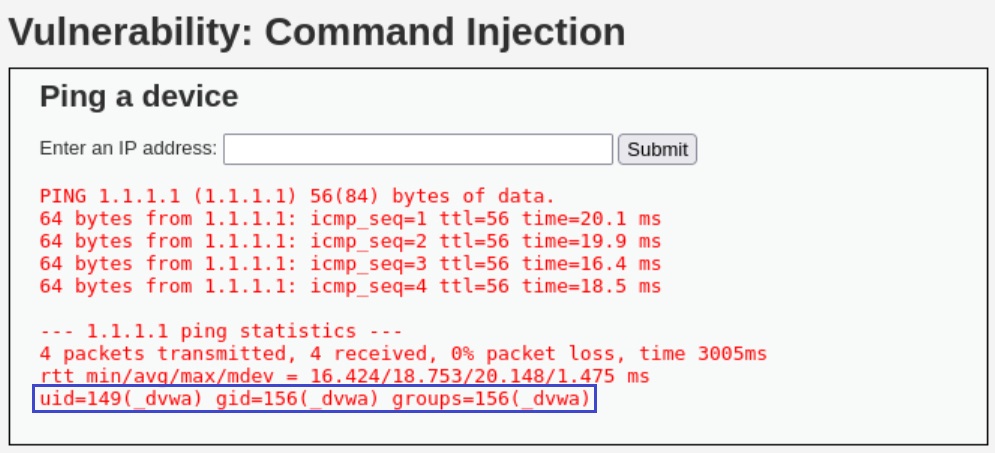 Vulnerability: Command Injection
Ping a device
Enter an IP address: Submit
PING 1.1.1.1 (1.1.1.1) 56(84) bytes of data.
64 bytes from 1.1.1.1: icmp_seq=1 ttl=56 time=20.1 ms
64 bytes from 1.1.1.1: icmp_seq=2 ttl=56 time=19.9 ms
64 bytes from 1.1.1.1: icmp_seq=3 ttl=56 time=16.4 ms
64 bytes from 1.1.1.1: icmp_seq=4 ttl=56 time=18.5 ms
--- 1.1.1.1 ping statistics ---
4 packets transmitted, 4 received, 0% packet loss, time 3005ms
rtt min/avg/max/mdev = 16.424/18.753/20.148/1.475 ms
uid=149(_dvwa) gid=156(_dvwa) groups=156(_dvwa)